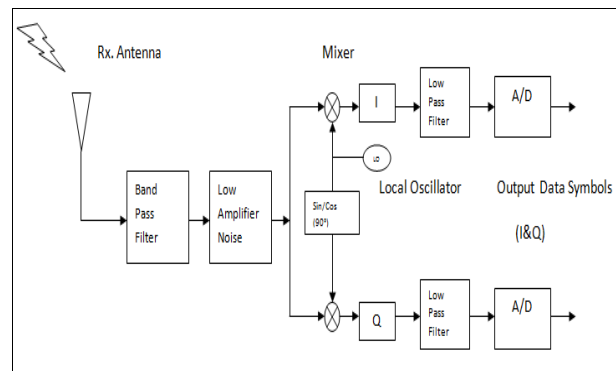 Rx. Antenna
Mixer
I
Low
Pass
Filter
A/D
LO
Band
Pass
Filter
Low
Amplifier
Noise
Sin/Cos
(90°)
Local Oscillator
Output Data Symbols
(I&Q)
Q
Low
Pass
Filter
A/D